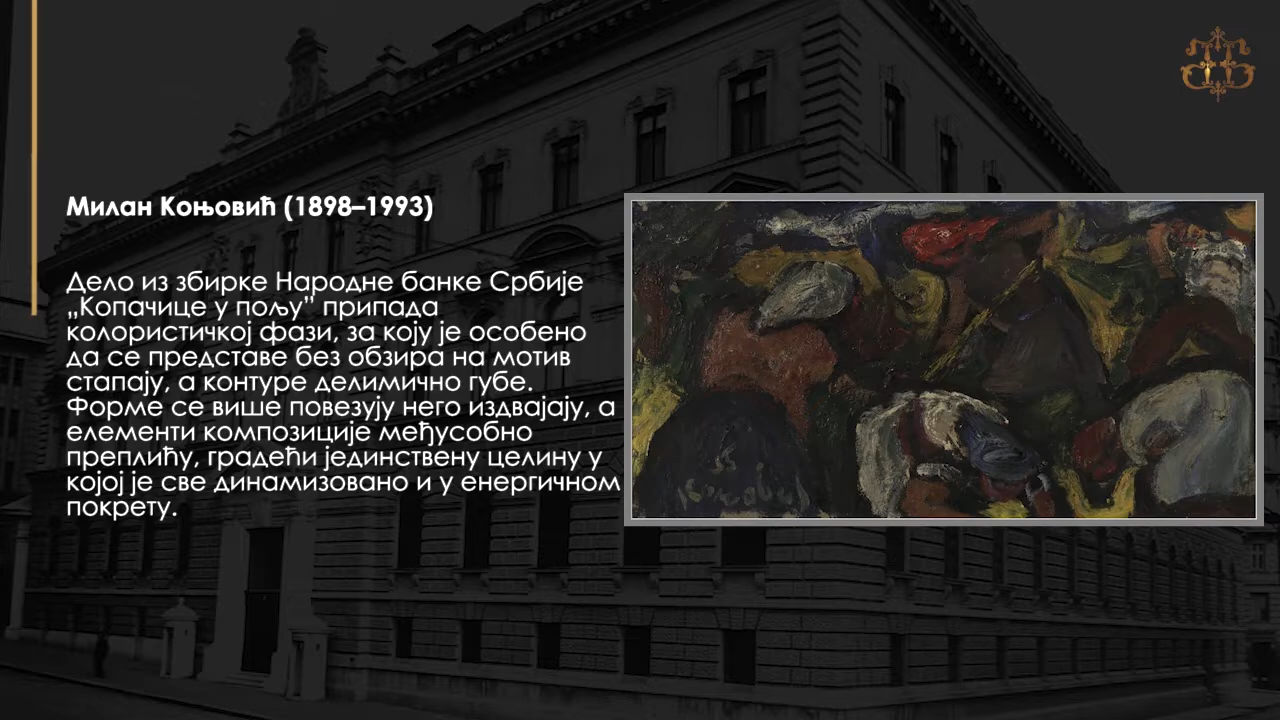 Милан Коњовић (1898–1993)
Дело из збирке Народне банке Србије
„Копачице у пољу” припада
колористичкој фази, за коју је особено
да се представе без обзира на мотив
стапају, а контуре делимично губе.
Форме се више повезују него издвајају, а
елементи композиције међусобно
преплићу, градећи јединствену целину у
којој је све динамизовано и у енергичном
покрету.